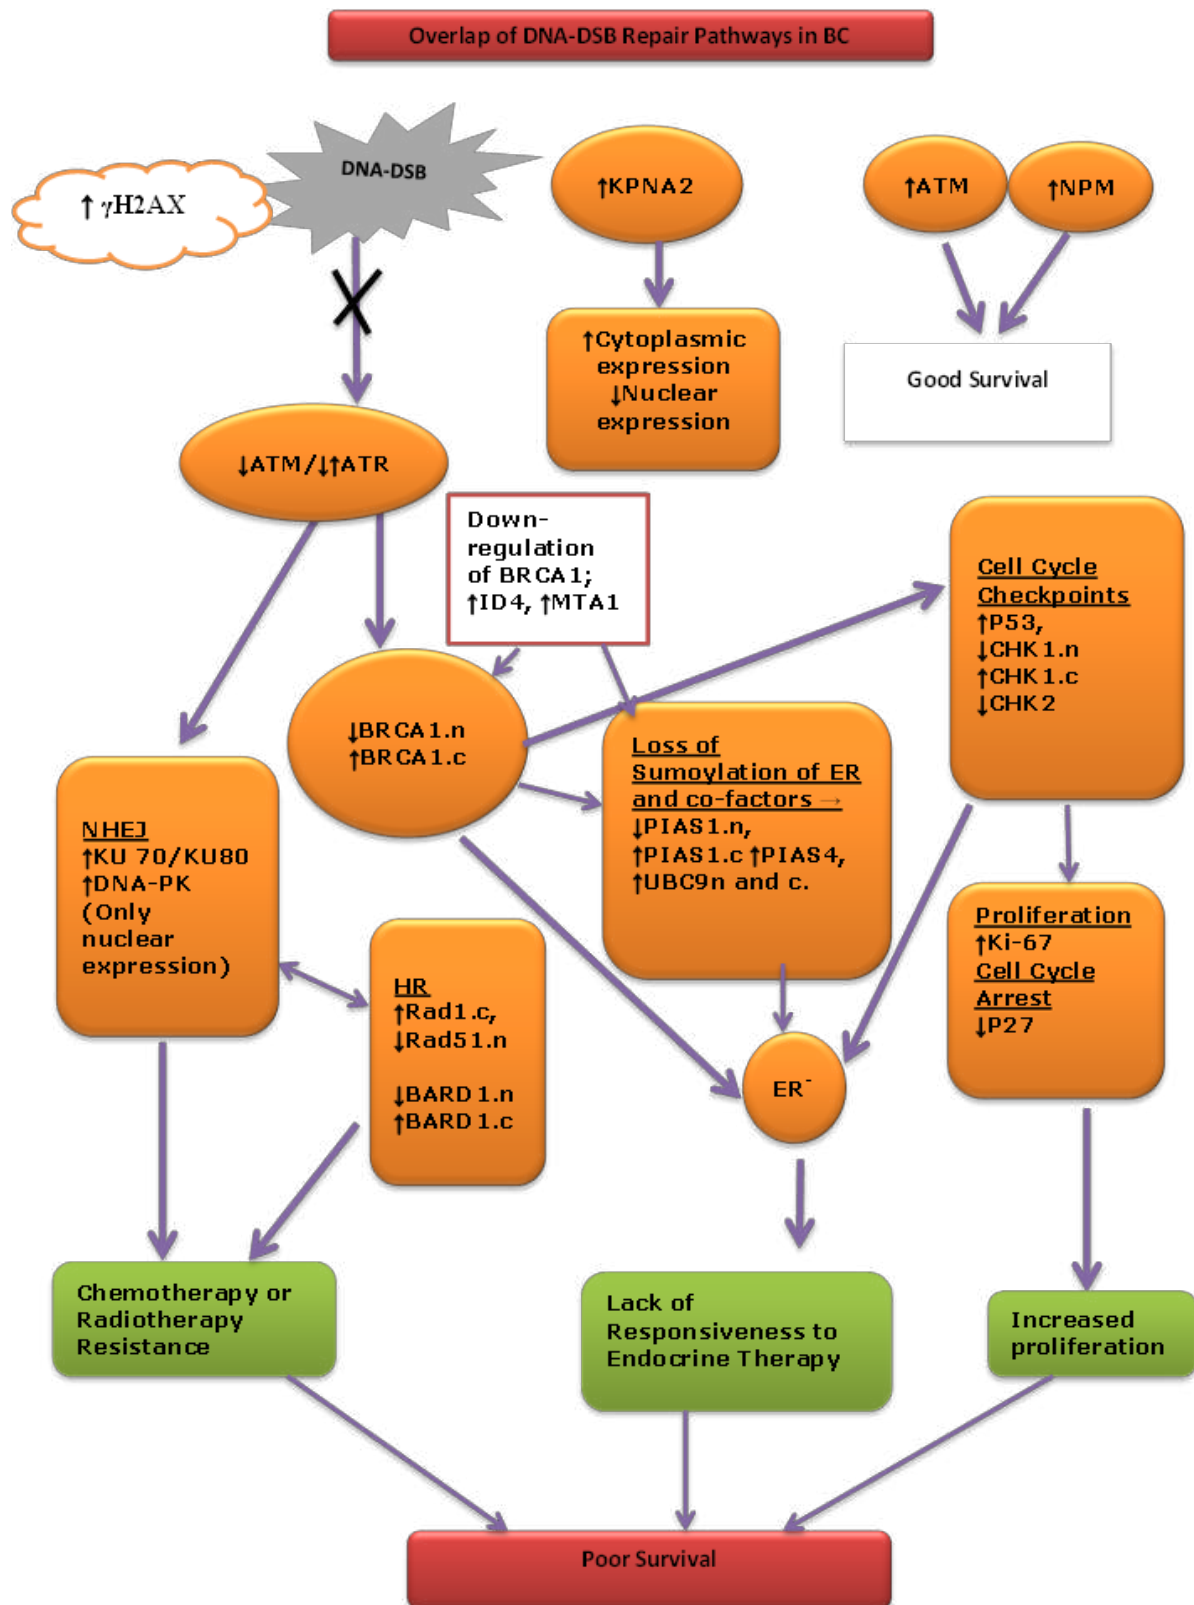 Overlap of DNA-DSB Repair Pathways in BC
DNA-DSB
↑ γH2AX
↑KPNA2
↑ATM
↑NPM
↑Cytoplasmic
expression
↓Nuclear
expression
Good Survival
↓ATM/↓↑ATR
Down-
regulation
of BRCA1;
↑ID4, ↑MTA1
Cell Cycle
Checkpoints
↑P53,
↓CHK1.n
↑CHK1.c
↓CHK2
↓BRCA1.n
↑BRCA1.c
Loss of
Sumoylation of ER
and co-factors →
↓PIAS1.n,
↑PIAS1.c ↑PIAS4,
↑UBC9n and c.
NHEJ
↑KU 70/KU80
↑DNA-PK
(Only
nuclear
expression)
HR
↑Rad1.c,
↓Rad51.n
↓BARD1.n
↑BARD1.c
Proliferation
↑Ki-67
Cell Cycle
Arrest
↓P27
ER⁻
Chemotherapy or
Radiotherapy
Resistance
Lack of
Responsiveness to
Endocrine Therapy
Increased
proliferation
Poor Survival